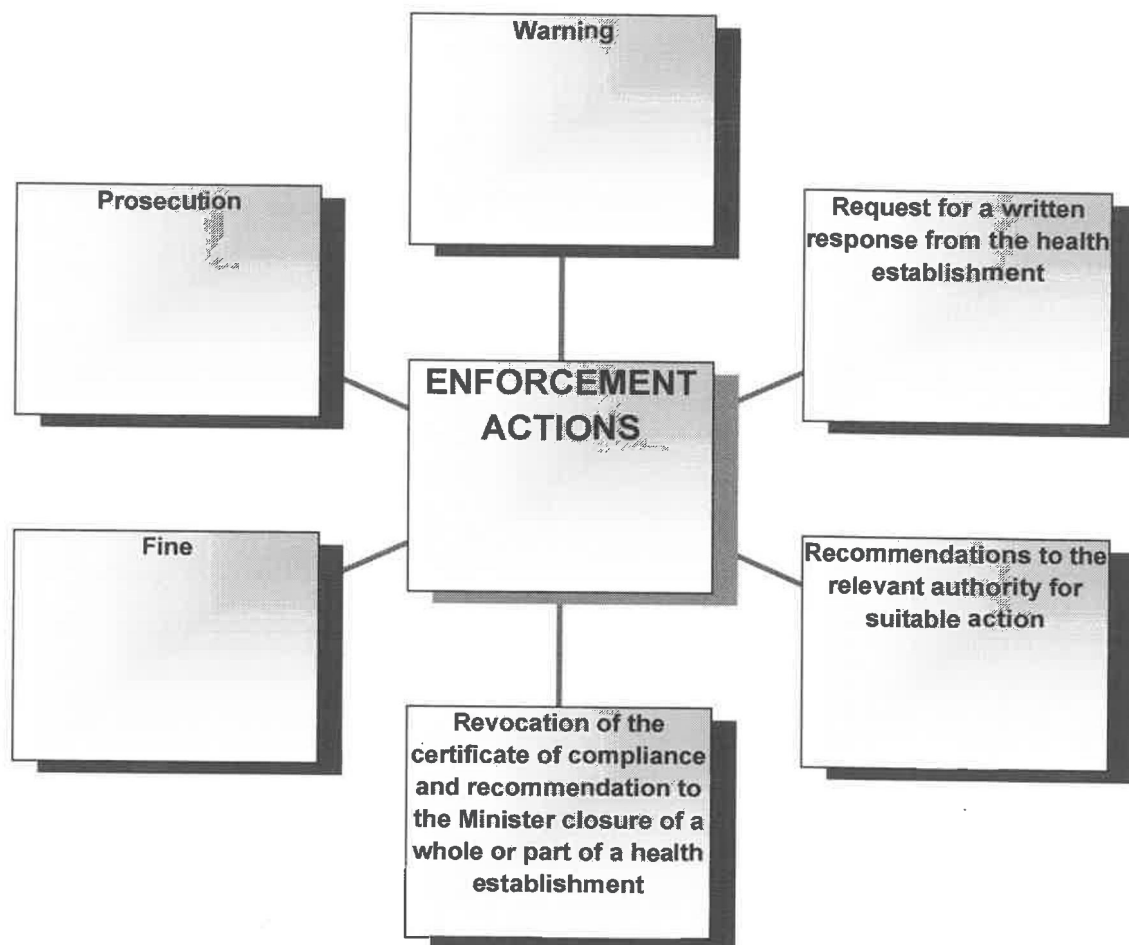 Warning
Prosecution
Request for a written
response from the health
establishment
ENFORCEMENT
ACTIONS
Fine
Recommendations to the
relevant authority for
suitable action
Revocation of the
certificate of compliance
and recommendation to
the Minister closure of a
whole or part of a health
establishment